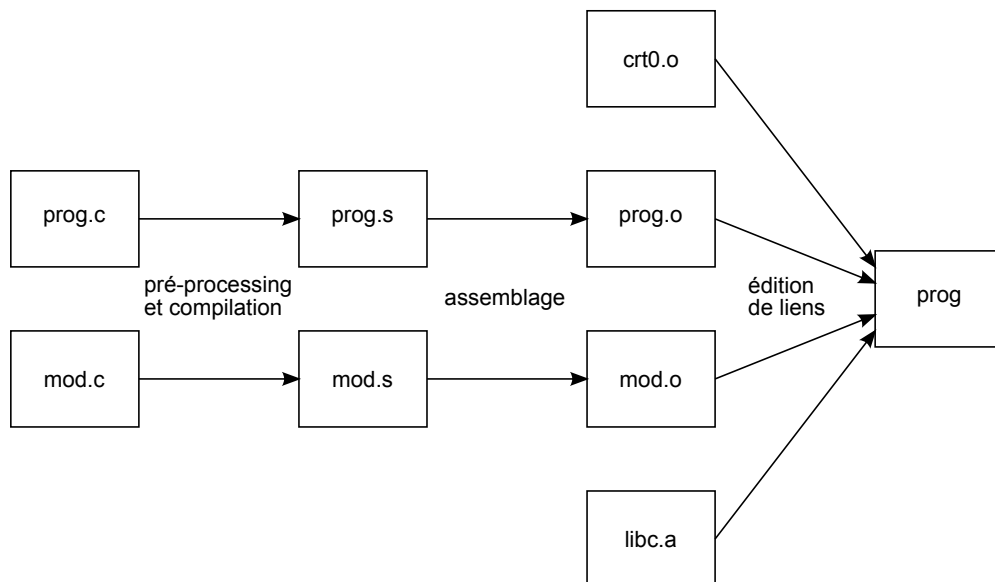 crt0.o
prog.c
prog.s
prog.o
pré-processing
et compilation
assemblage
édition
de liens
prog
mod.c
mod.s
mod.o
libc.a